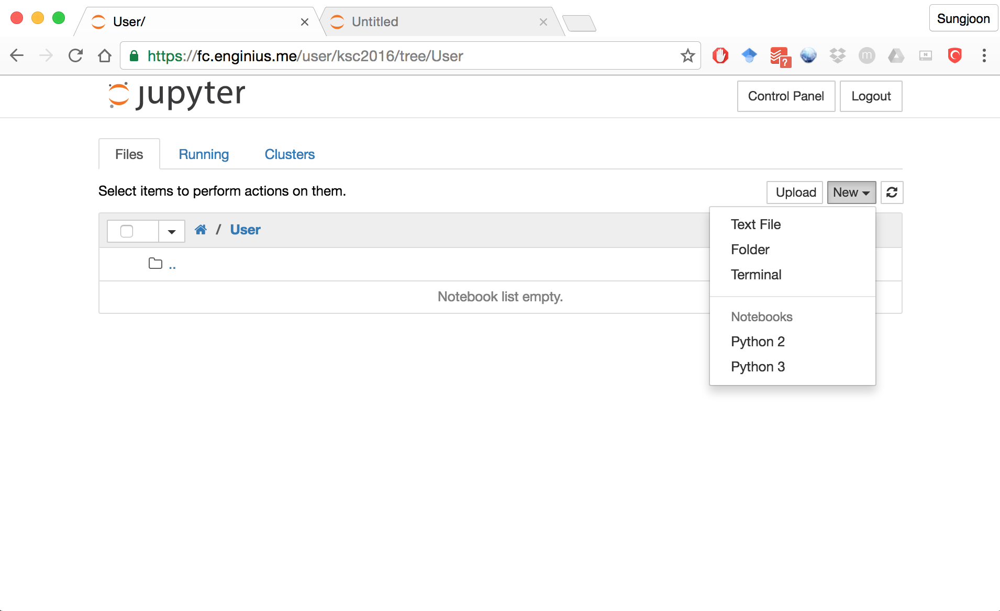 User/
Untitled
Sungjoon
https://fc.enginius.me/user/ksc2016/tree/User
?
m
N
jupyter
Control Panel
Logout
Files
Running
Clusters
Select items to perform actions on them.
Upload
New
/ User
..
Notebook list empty.
Text File
Folder
Terminal
Notebooks
Python 2
Python 3